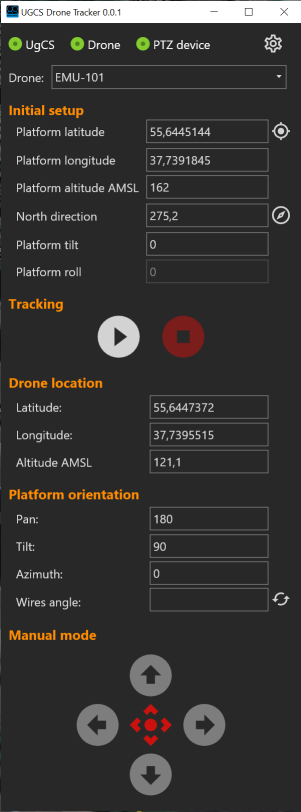 UGCS Drone Tracker 0.0.1
UgCS Drone PTZ device
Drone: EMU-101
Initial setup
Platform latitude 55,6445144
Platform longitude 37,7391845
Platform altitude AMSL 162
North direction 275,2
Platform tilt 0
Platform roll 0
Tracking
Drone location
Latitude: 55,6447372
Longitude: 37,7395515
Altitude AMSL 121,1
Platform orientation
Pan: 180
Tilt: 90
Azimuth: 0
Wires angle:
Manual mode